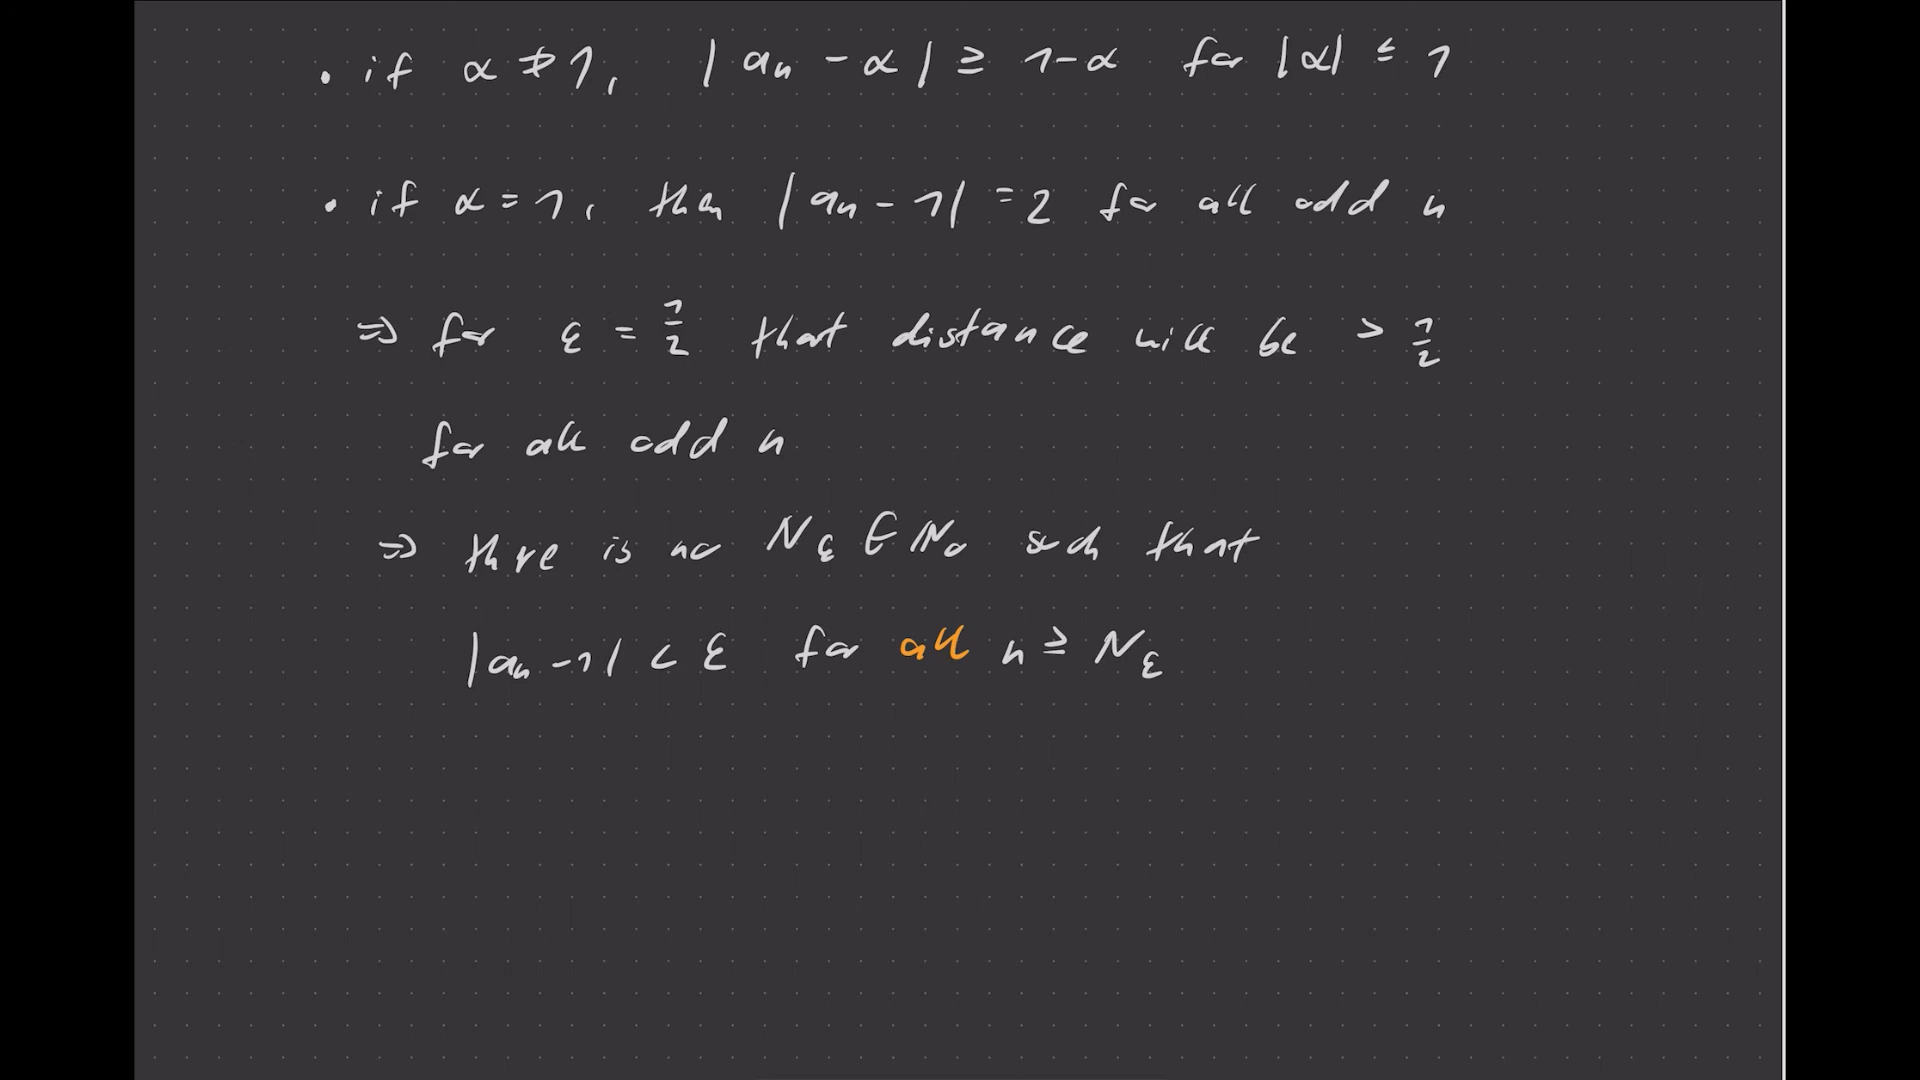 • if α ≠ 1, |aₙ - α| ≥ 1-α for |α| ≤ 1
• if α = 1, then |aₙ - 1| = 2 for all odd n
⇒ for ε = 1/2 that distance will be > 1/2
for all odd n
⇒ thre is no N_ε ∈ ℕ₀ such that
|aₙ - 1| < ε for all n ≥ N_ε